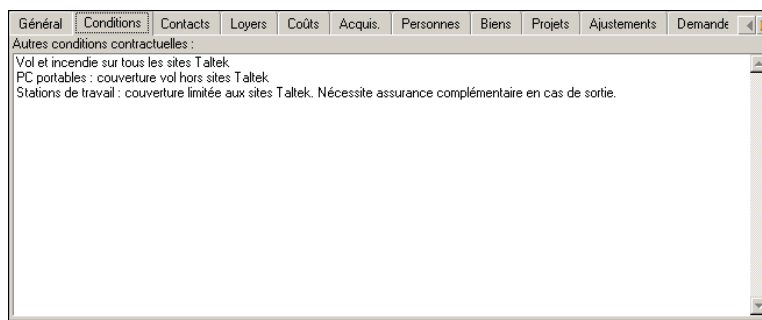 Général Conditions Contacts Loyers Coûts Acquis. Personnes Biens Projets Ajustements Demande
Autres conditions contractuelles :
Vol et incendie sur tous les sites Taltek
PC portables : couverture vol hors sites Taltek
Stations de travail : couverture limitée aux sites Taltek. Nécessite assurance complémentaire en cas de sortie.